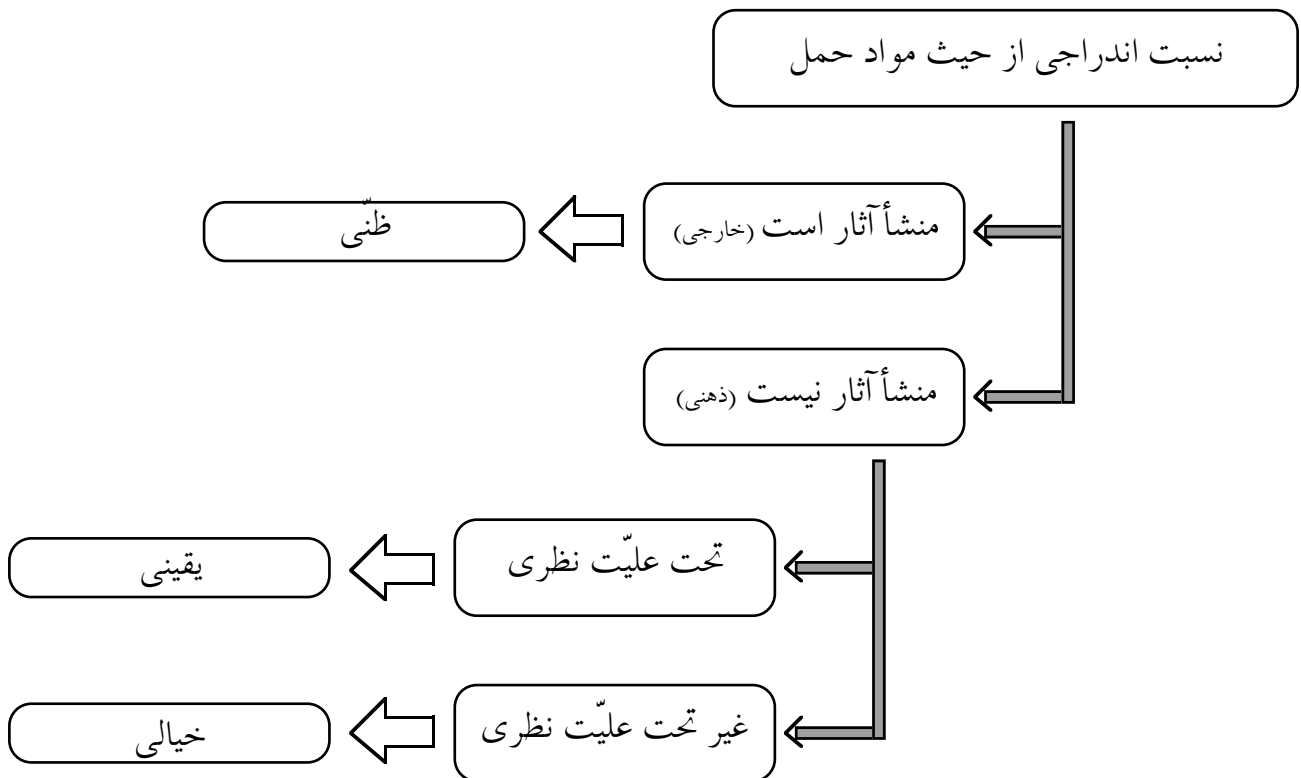 نسبت اندراجی از حیث مواد حمل
منشأ آثار است (خارجی)
ظنّی
منشأ آثار نیست (ذهنی)
تحت علیّت نظری
یقینی
غیر تحت علیّت نظری
خیالی